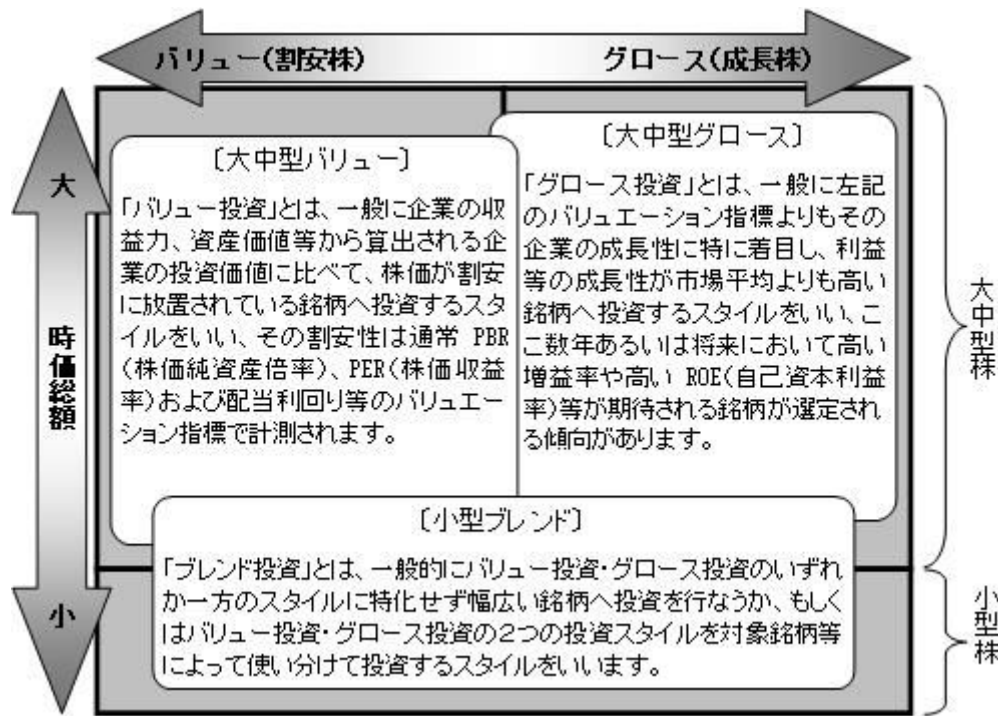 バリュー(割安株)
グロース(成長株)
大
時価総額
小
〔大中型バリュー〕
「バリュー投資」とは、一般に企業の収
益力、資産価値等から算出される企
業の投資価値に比べて、株価が割安
に放置されている銘柄へ投資するスタ
イルをいい、その割安性は通常 PBR
(株価純資産倍率)、PER(株価収益
率)および配当利回り等のバリュエー
ション指標で計測されます。
〔大中型グロース〕
「グロース投資」とは、一般に左記
のバリュエーション指標よりもその
企業の成長性に特に着目し、利益
等の成長性が市場平均よりも高い
銘柄へ投資するスタイルをいい、こ
こ数年あるいは将来において高い
増益率や高い ROE(自己資本利益
率)等が期待される銘柄が選定され
る傾向があります。
〔小型ブレンド〕
「ブレンド投資」とは、一般的にバリュー投資・グロース投資のいずれ
か一方のスタイルに特化せず幅広い銘柄へ投資を行なうか、もしく
はバリュー投資・グロース投資の2つの投資スタイルを対象銘柄等
によって使い分けて投資するスタイルをいいます。
大中型株
小型株